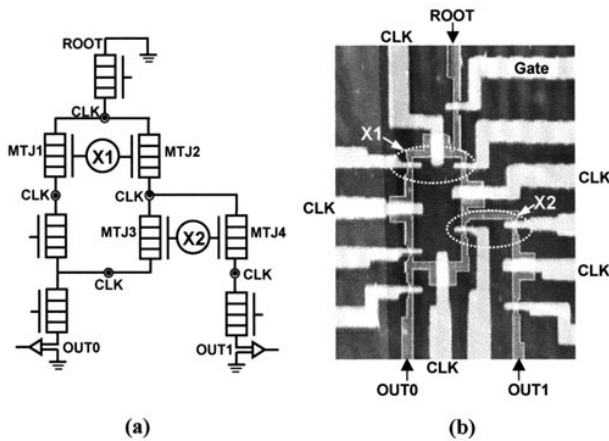 ROOT
CLK
MTJ1
X1
MTJ2
CLK
CLK
MTJ3
X2
MTJ4
CLK
CLK
OUT0
OUT1
(a)
ROOT
CLK
Gate
X1
CLK
X2
CLK
CLK
CLK
OUT0
OUT1
(b)